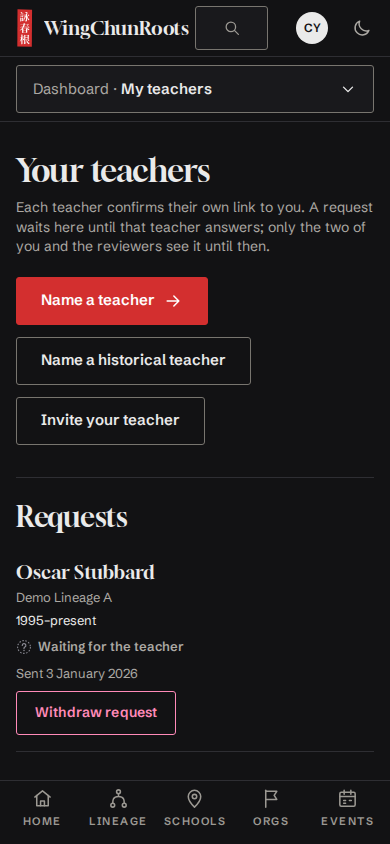 詠春根
WingChunRoots
CY
Dashboard · My teachers
Your teachers
Each teacher confirms their own link to you. A request
waits here until that teacher answers; only the two of
you and the reviewers see it until then.
Name a teacher →
Name a historical teacher
Invite your teacher
Requests
Oscar Stubbard
Demo Lineage A
1995–present
Waiting for the teacher
Sent 3 January 2026
Withdraw request
HOME LINEAGE SCHOOLS ORGS EVENTS